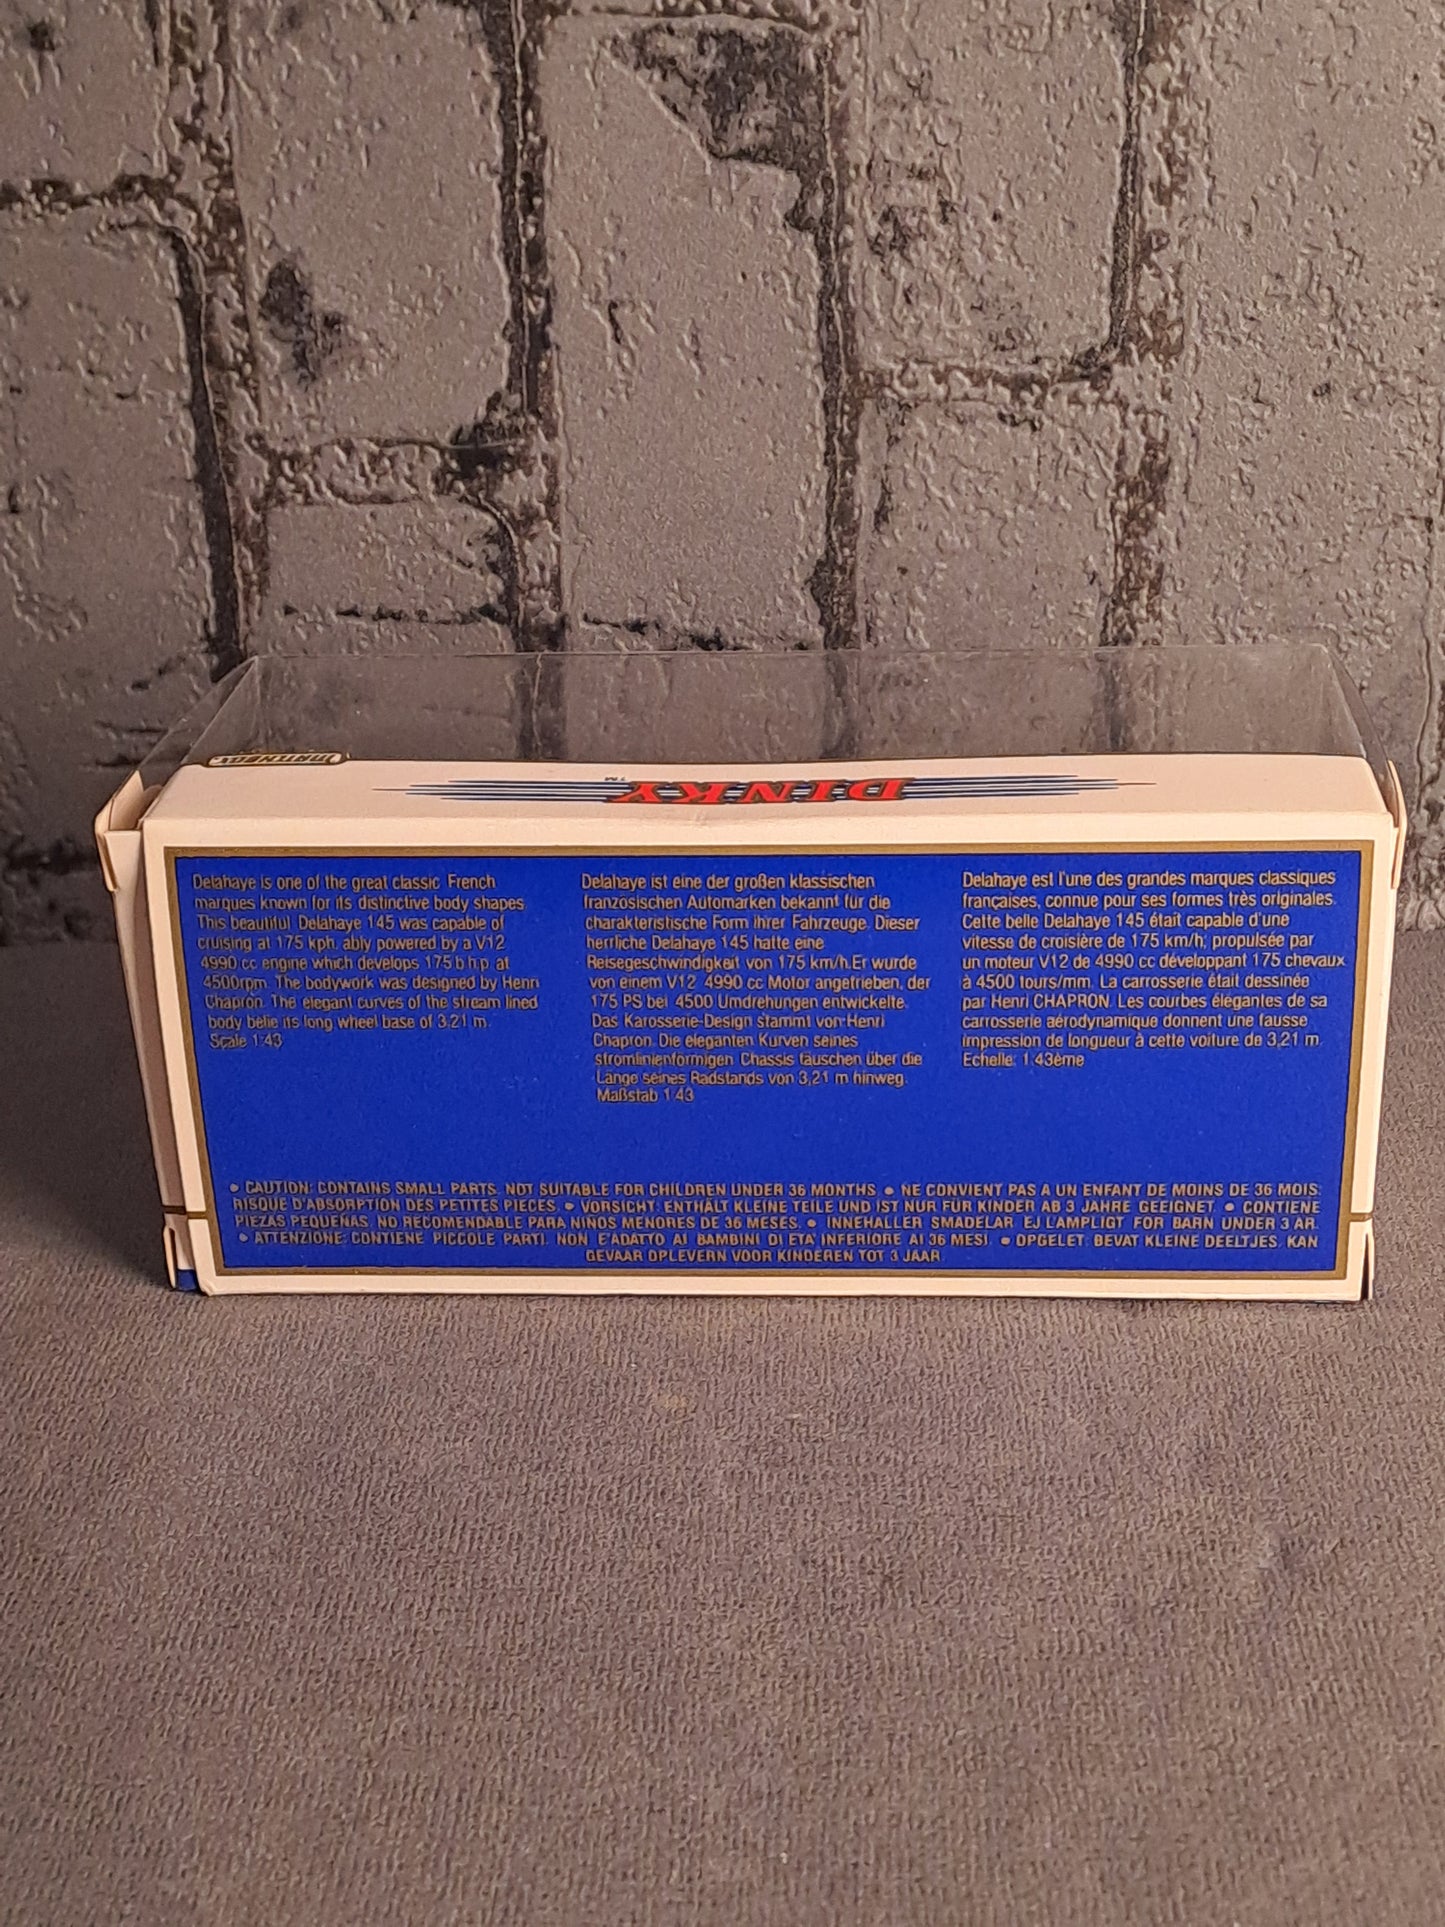 MATCHBOX
DINKY™
Delahaye is one of the great classic French
marques known for its distinctive body shapes
This beautiful Delahaye 145 was capable of
cruising at 175 kph, ably powered by a V12
4990 cc engine which develops 175 b.h.p. at
4500rpm. The bodywork was designed by Henri
Chapron. The elegant curves of the stream lined
body belie its long wheel base of 3.21 m.
Scale 1:43
Delahaye ist eine der großen klassischen
französischen Automarken bekannt für die
charakteristische Form ihrer Fahrzeuge. Dieser
herrliche Delahaye 145 hatte eine
Reisegeschwindigkeit von 175 km/h.Er wurde
von einem V12 4990 cc Motor angetrieben, der
175 PS bei 4500 Umdrehungen entwickelte.
Das Karosserie-Design stammt von Henri
Chapron. Die eleganten Kurven seines
stromlinienförmigen Chassis täuschen über die
Länge seines Radstands von 3,21 m hinweg.
Maßstab 1:43
Delahaye est l'une des grandes marques classiques
françaises, connue pour ses formes très originales.
Cette belle Delahaye 145 était capable d'une
vitesse de croisière de 175 km/h; propulsée par
un moteur V12 de 4990 cc développant 175 chevaux
à 4500 tours/mm. La carrosserie était dessinée
par Henri CHAPRON. Les courbes élégantes de sa
carrosserie aérodynamique donnent une fausse
impression de longueur à cette voiture de 3,21 m.
Echelle: 1.43ème
• CAUTION: CONTAINS SMALL PARTS. NOT SUITABLE FOR CHILDREN UNDER 36 MONTHS. • NE CONVIENT PAS A UN ENFANT DE MOINS DE 36 MOIS:
RISQUE D'ABSORPTION DES PETITES PIECES. • VORSICHT: ENTHÄLT KLEINE TEILE UND IST NUR FÜR KINDER AB 3 JAHRE GEEIGNET. • CONTIENE
PIEZAS PEQUEÑAS. NO RECOMENDABLE PARA NIÑOS MENORES DE 36 MESES. • INNEHALLER SMADELAR. EJ LAMPLIGT FOR BARN UNDER 3 AR.
• ATTENZIONE: CONTIENE PICCOLE PARTI. NON E'ADATTO AI BAMBINI DI ETA' INFERIORE AI 36 MESI. • OPGELET: BEVAT KLEINE DEELTJES. KAN
GEVAAR OPLEVERN VOOR KINDEREN TOT 3 JAAR.